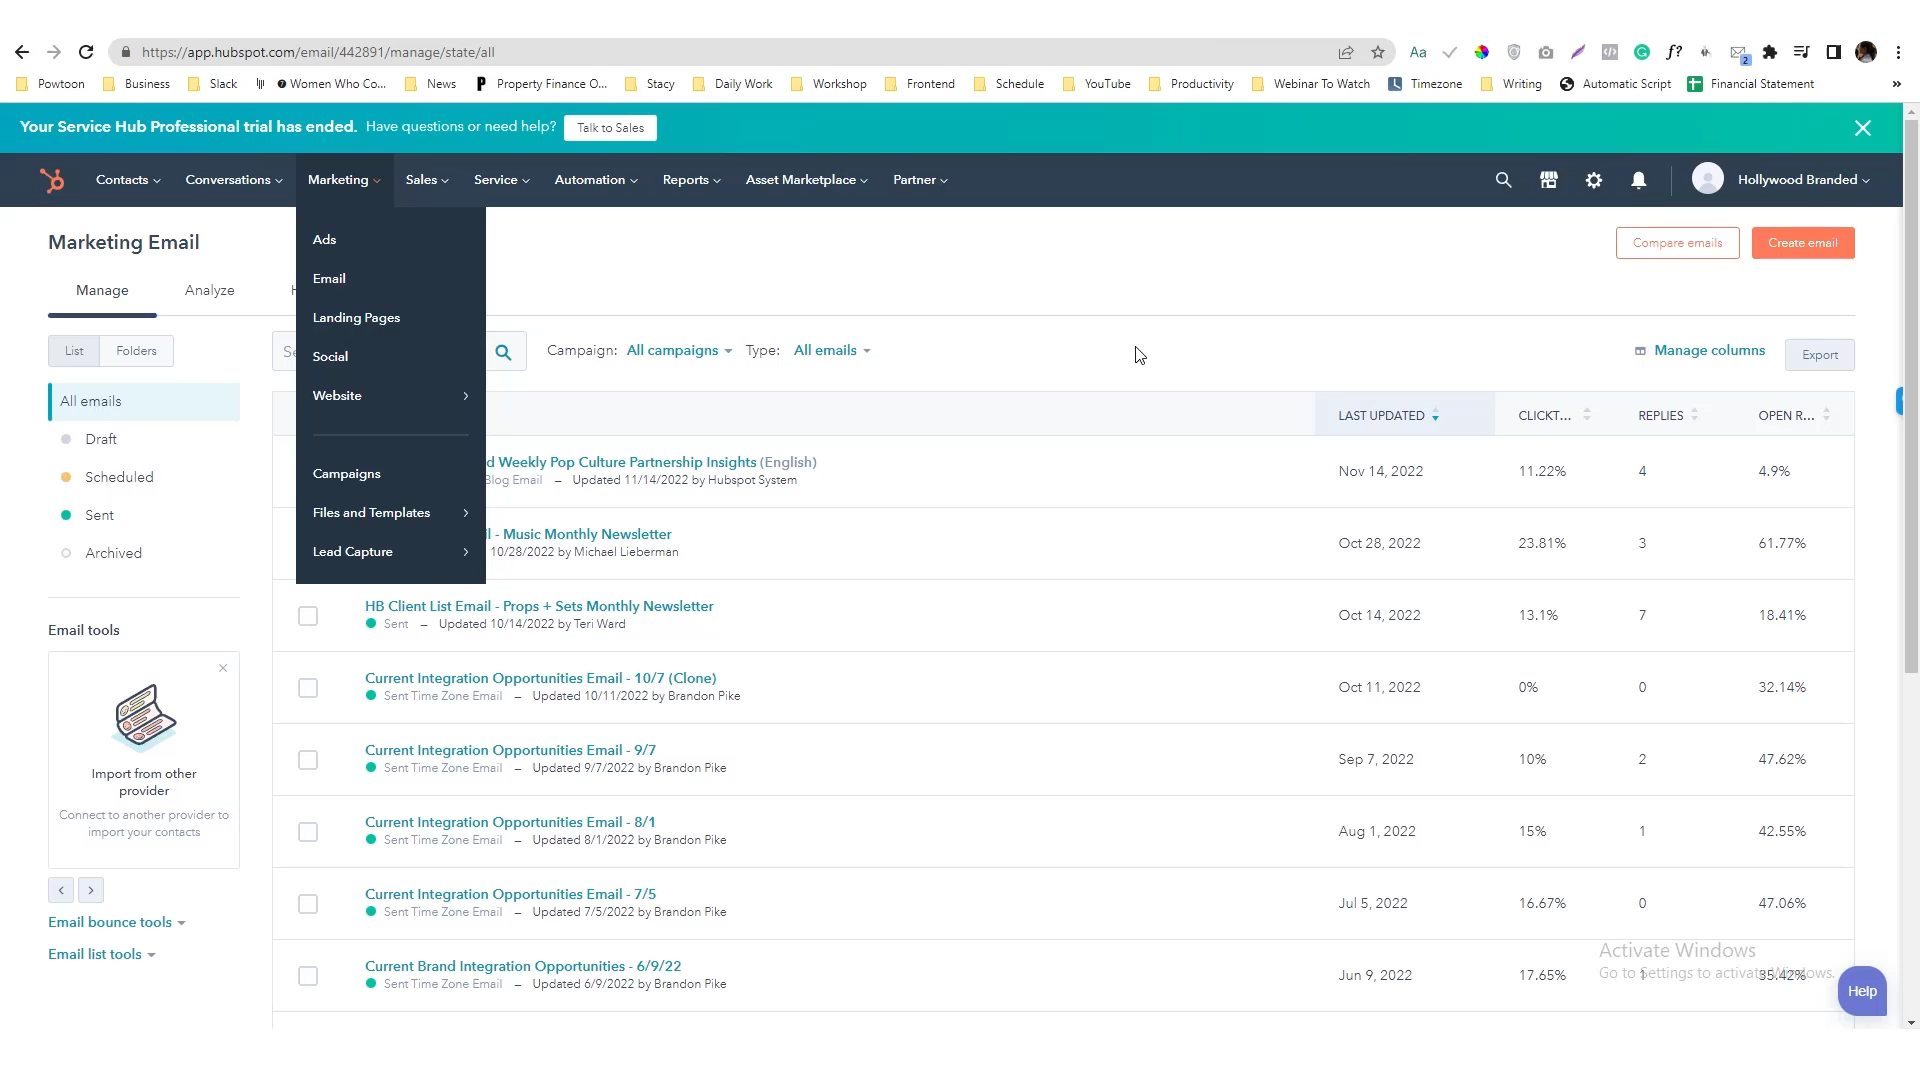 https://app.hubspot.com/email/442891/manage/state/all
Aa
f?
2
Powtoon
Business
Slack
Women Who Co...
News
Property Finance O...
Stacy
Daily Work
Workshop
Frontend
Schedule
YouTube
Productivity
Webinar To Watch
Timezone
Writing
Automatic Script
Financial Statement
»
Your Service Hub Professional trial has ended. Have questions or need help? Talk to Sales
Contacts
Conversations
Marketing
Sales
Service
Automation
Reports
Asset Marketplace
Partner
Hollywood Branded
Ads
Email
Landing Pages
Social
Website
Campaigns
Files and Templates
Lead Capture
Marketing Email
Compare emails
Create email
Manage
Analyze
List
Folders
Campaign: All campaigns
Type: All emails
Manage columns
Export
All emails
Draft
Scheduled
Sent
Archived
Email tools
Import from other
provider
Connect to another provider to
import your contacts
Email bounce tools
Email list tools
LAST UPDATED
CLICKT...
REPLIES
OPEN R...
d Weekly Pop Culture Partnership Insights (English)
Blog Email – Updated 11/14/2022 by Hubspot System
Nov 14, 2022
11.22%
4
4.9%
l - Music Monthly Newsletter
10/28/2022 by Michael Lieberman
Oct 28, 2022
23.81%
3
61.77%
HB Client List Email - Props + Sets Monthly Newsletter
Sent – Updated 10/14/2022 by Teri Ward
Oct 14, 2022
13.1%
7
18.41%
Current Integration Opportunities Email - 10/7 (Clone)
Sent Time Zone Email – Updated 10/11/2022 by Brandon Pike
Oct 11, 2022
0%
0
32.14%
Current Integration Opportunities Email - 9/7
Sent Time Zone Email – Updated 9/7/2022 by Brandon Pike
Sep 7, 2022
10%
2
47.62%
Current Integration Opportunities Email - 8/1
Sent Time Zone Email – Updated 8/1/2022 by Brandon Pike
Aug 1, 2022
15%
1
42.55%
Current Integration Opportunities Email - 7/5
Sent Time Zone Email – Updated 7/5/2022 by Brandon Pike
Jul 5, 2022
16.67%
0
47.06%
Current Brand Integration Opportunities - 6/9/22
Sent Time Zone Email – Updated 6/9/2022 by Brandon Pike
Jun 9, 2022
17.65%
1
35.42%
Activate Windows
Go to Settings to activate Windows.
Help